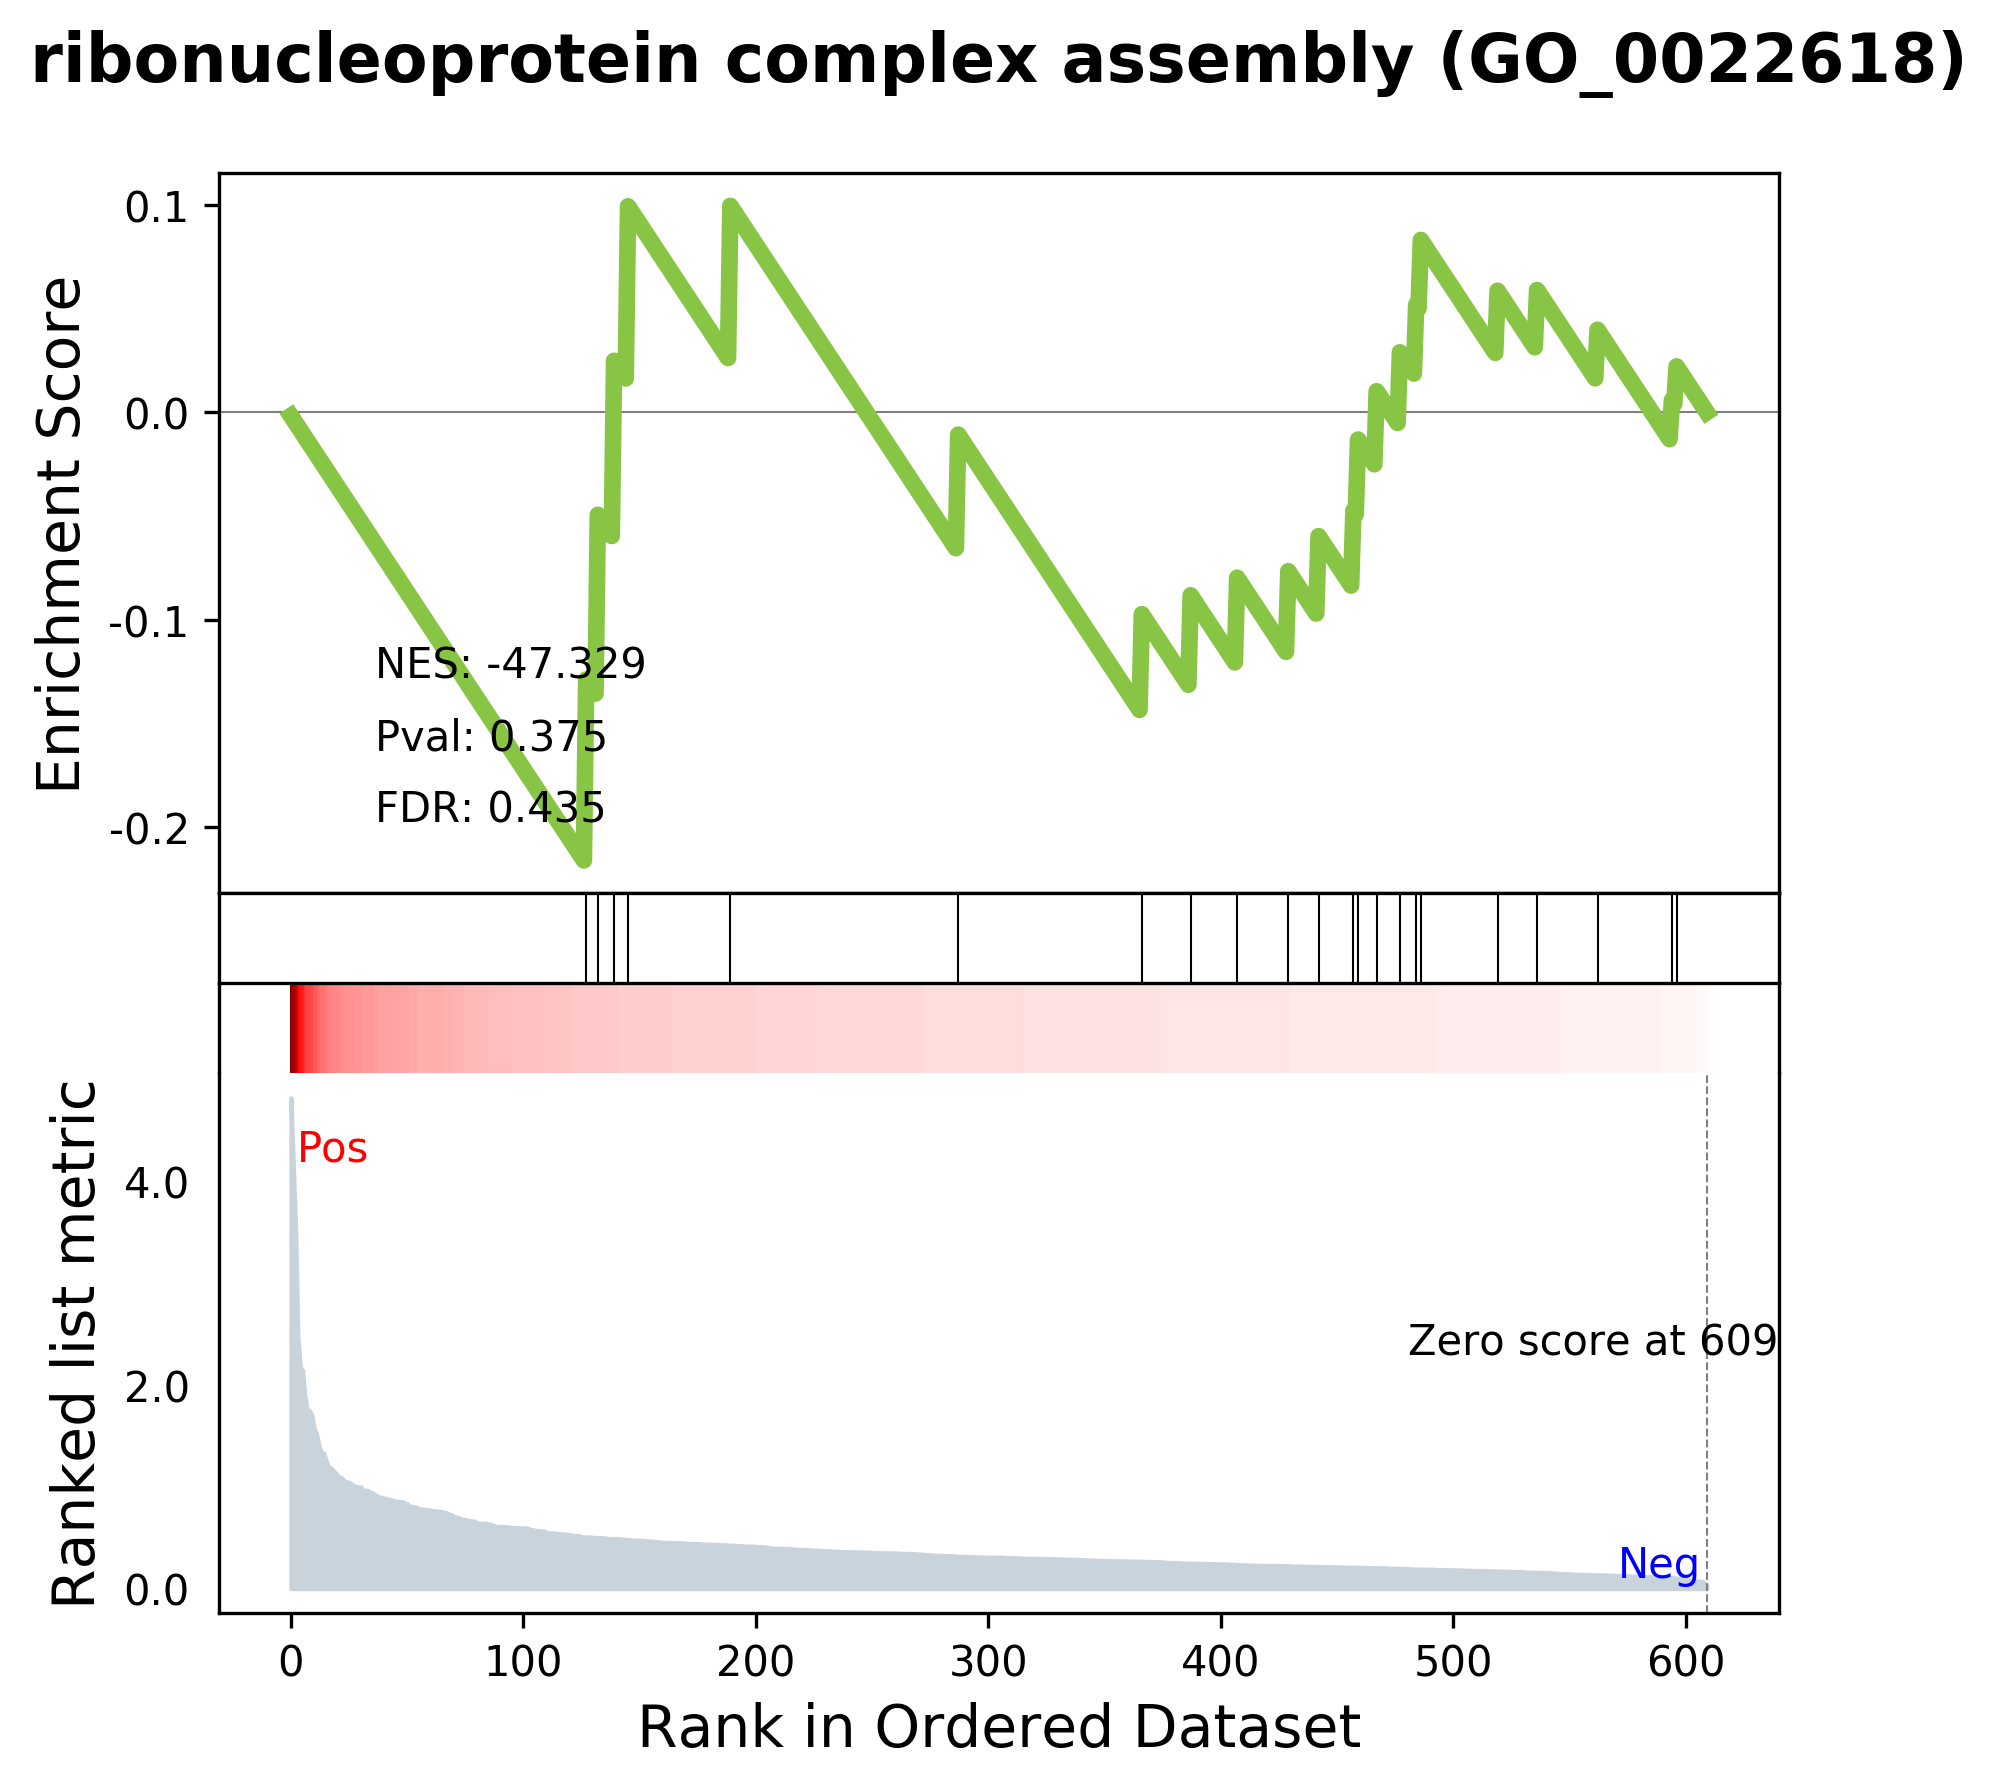 ribonucleoprotein complex assembly (GO_0022618)
Enrichment Score
0.1
0.0
-0.1
-0.2
NES: -47.329
Pval: 0.375
FDR: 0.435
Ranked list metric
Pos
4.0
2.0
0.0
Zero score at 609
Neg
0 100 200 300 400 500 600
Rank in Ordered Dataset